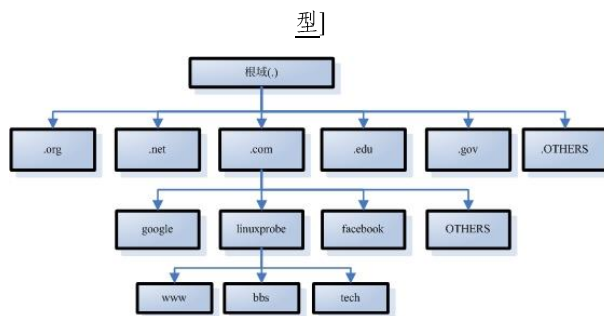 型]
根域(.)
.org .net .com .edu .gov .OTHERS
google linuxprobe facebook OTHERS
www bbs tech